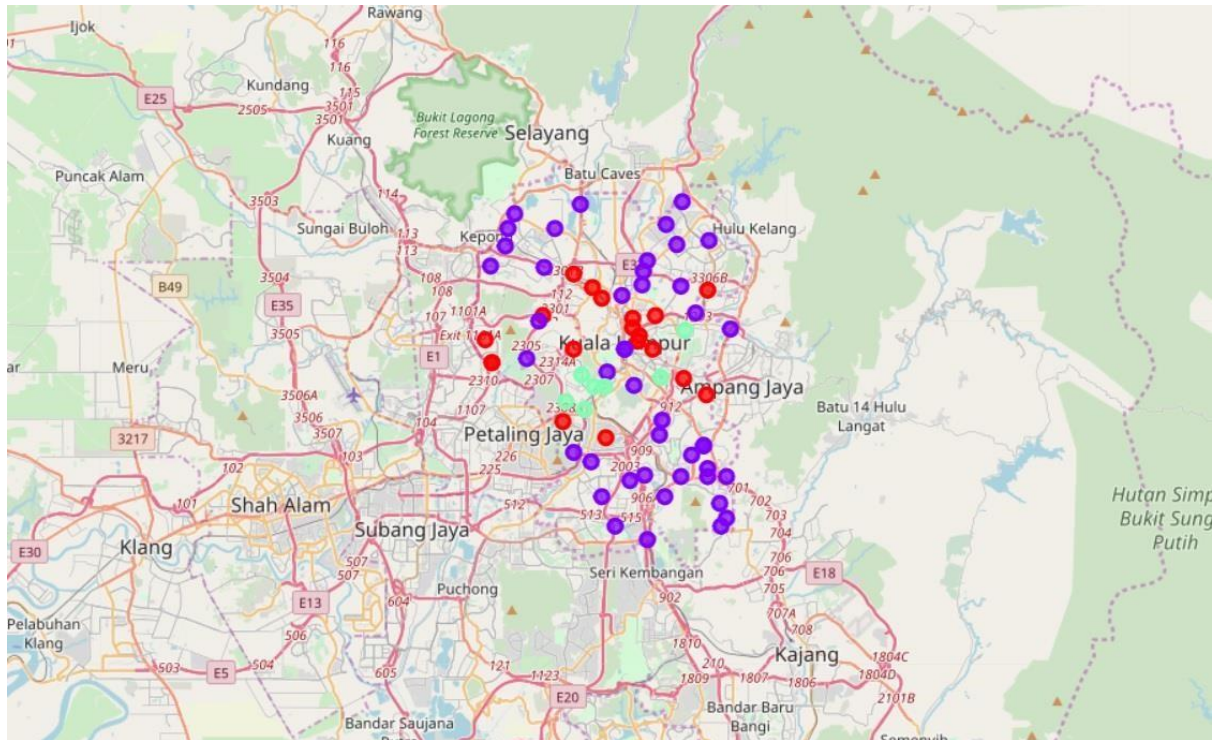 Rawang
Ijok
116
116
E25
Kundang
115
3501
3501
2505
Bukit Lagong
Forest Reserve
Selayang
Kuang
Batu Caves
Puncak Alam
114
3503
Sungai Buloh
113
113
Hulu Kelang
108
108
3306B
B49
3504
E35
112
2301
1101A
107
107
3505
2305
Kuala
E1
2314A
Meru
2310
2307
Ampang Jaya
3506A
1107
912
Batu 14 Hulu
Langat
3506
104
3507
3217
Petaling Jaya
909
226
102
103
225
2003
101
701
702
Hutan Simp
Bukit Sung
Putih
Shah Alam
512
906
513
515
703
704
Subang Jaya
Klang
E30
507
507
706
Seri Kembangan
706
E18
Puchong
705
604
E13
902
707A
Pelabuhan
Klang
506
708
1810
Kajang
503
504
E5
605
121
1123
210
1804C
1804D
1809
1807
1806
2101B
E20
Bandar Baru
Bangi
Bandar Saujana